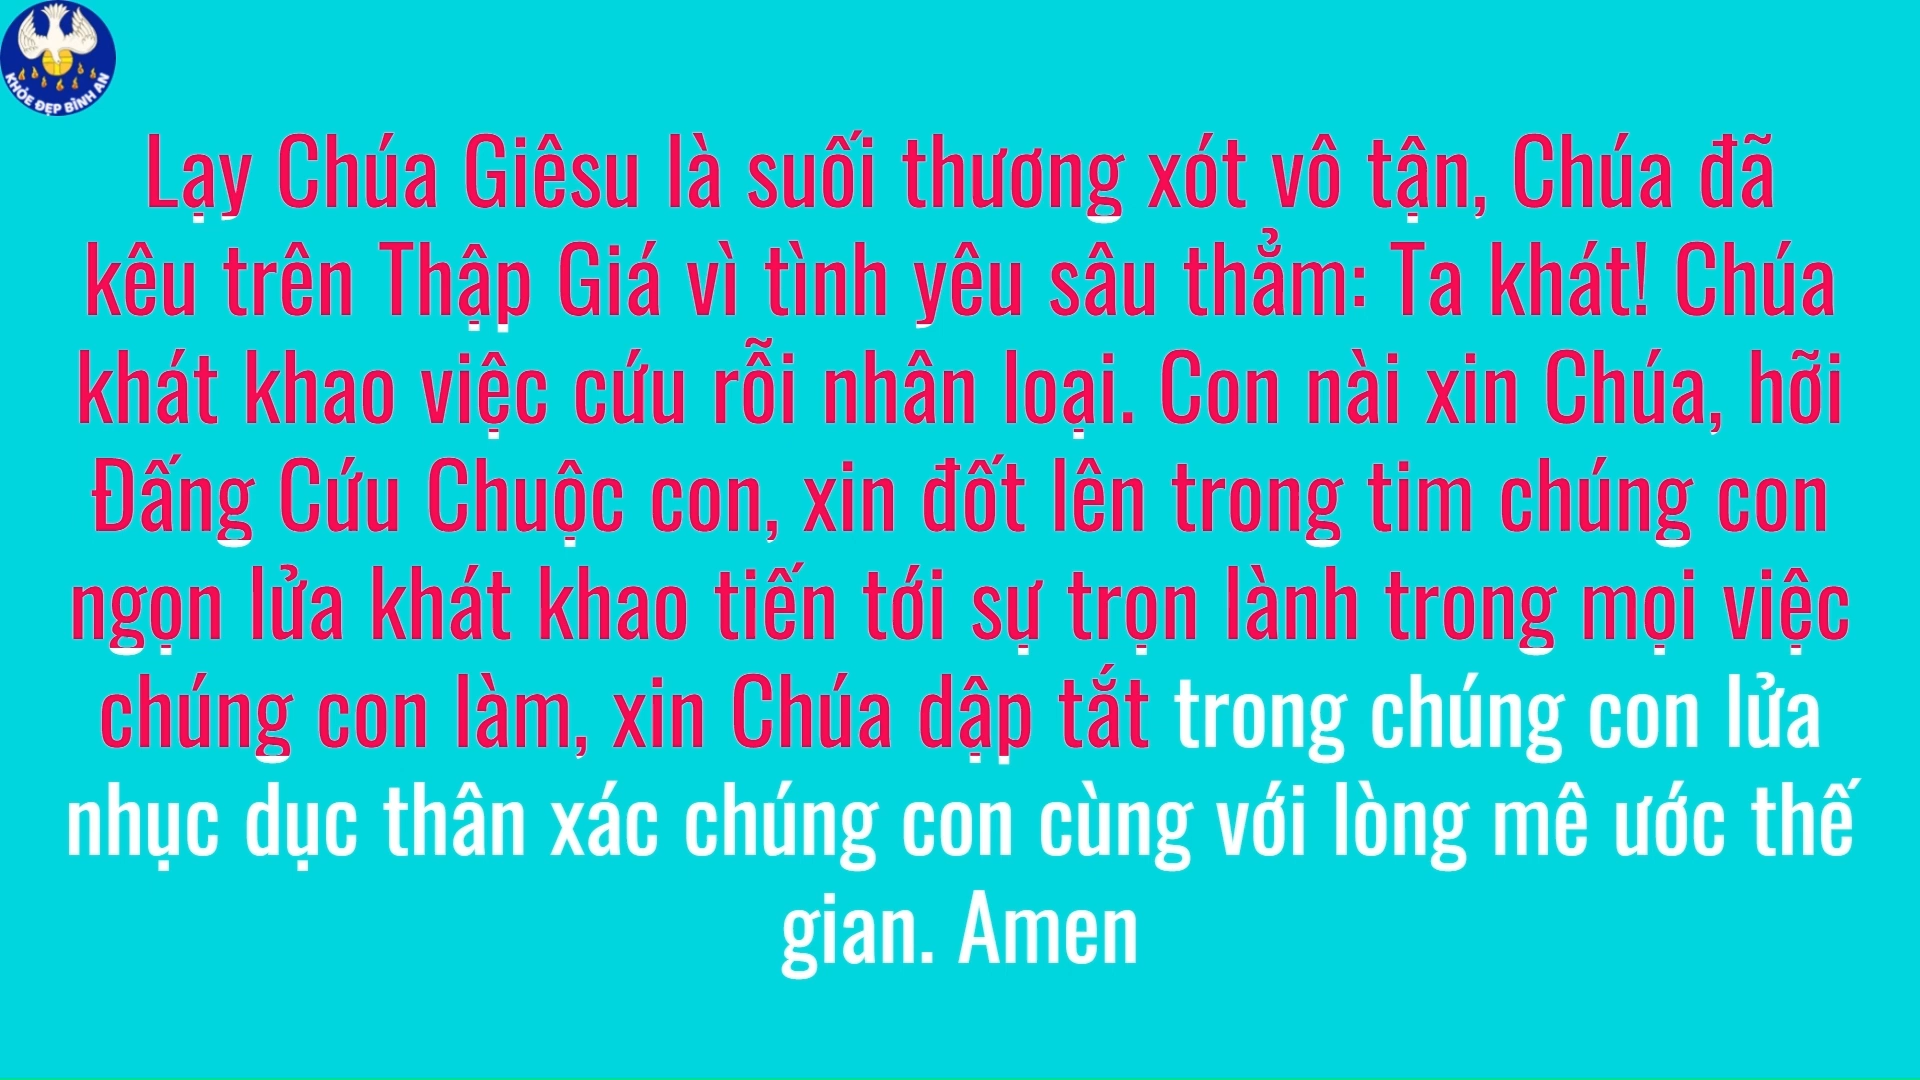 KHỎE ĐẸP BÌNH AN
Lạy Chúa Giêsu là suối thương xót vô tận, Chúa đã
kêu trên Thập Giá vì tình yêu sâu thẳm: Ta khát! Chúa
khát khao việc cứu rỗi nhân loại. Con nài xin Chúa, hỡi
Đấng Cứu Chuộc con, xin đốt lên trong tim chúng con
ngọn lửa khát khao tiến tới sự trọn lành trong mọi việc
chúng con làm, xin Chúa dập tắt trong chúng con lửa
nhục dục thân xác chúng con cùng với lòng mê ước thế
gian. Amen